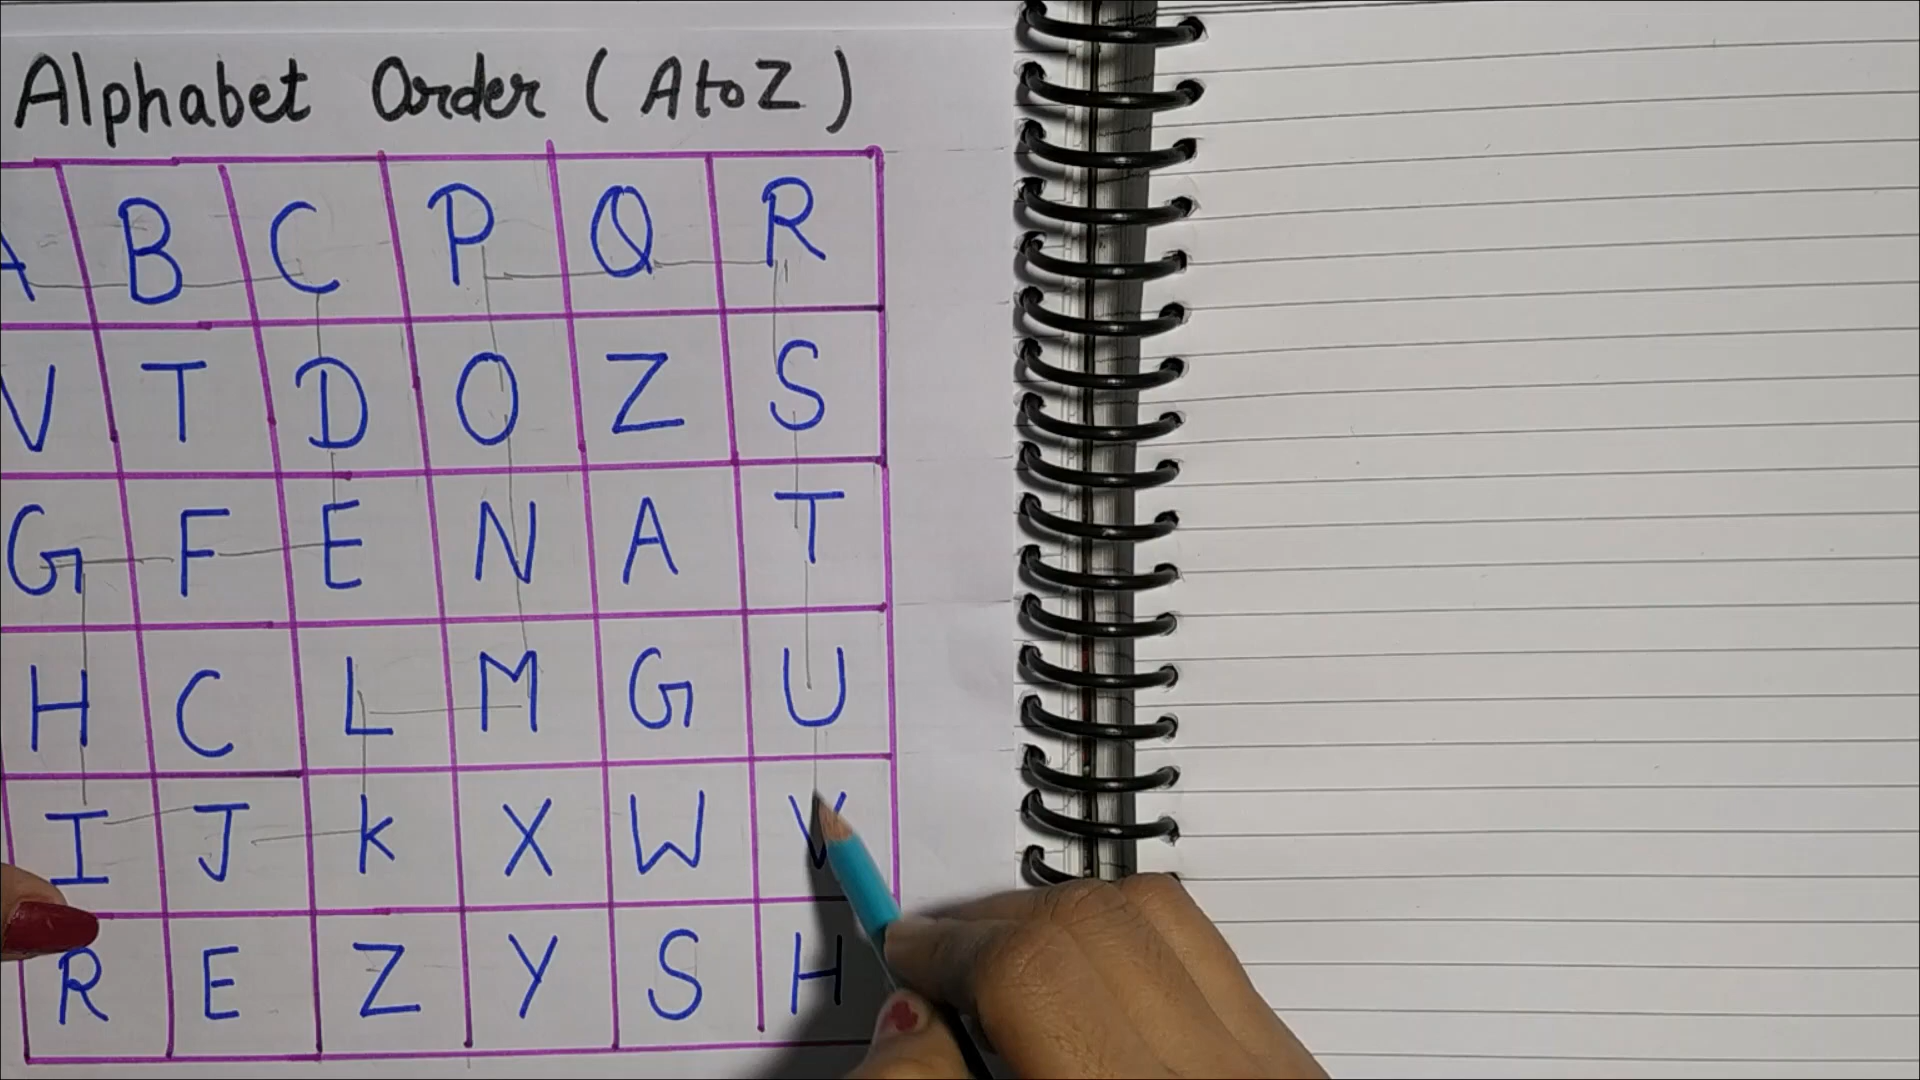 Alphabet Order (A to Z)
A B C P Q R
V T D O Z S
G F E N A T
H C L M G U
I J K X W V
R E Z Y S H